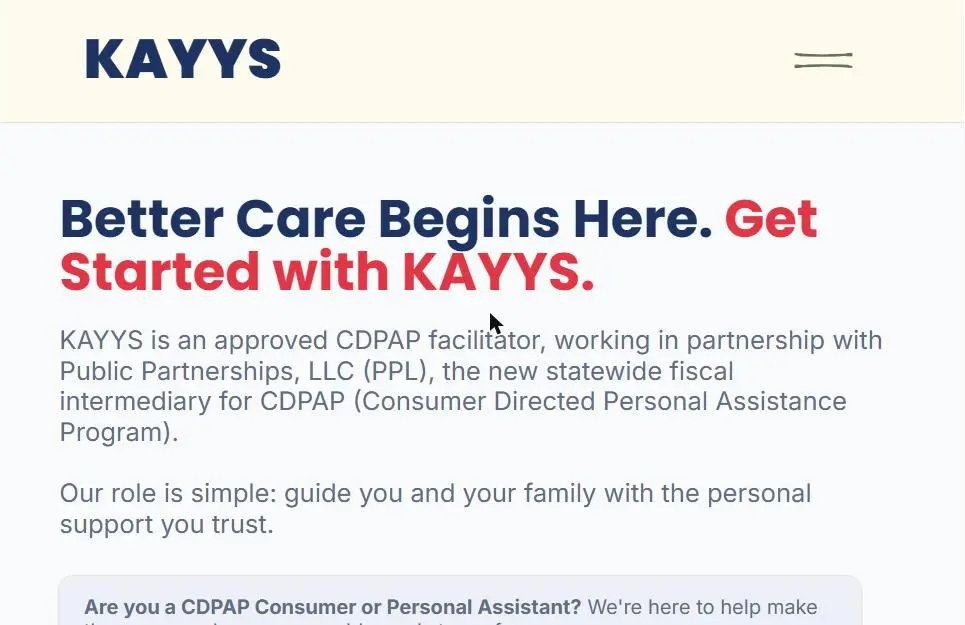 KAYYS
Better Care Begins Here. Get
Started with KAYYS.
KAYYS is an approved CDPAP facilitator, working in partnership with
Public Partnerships, LLC (PPL), the new statewide fiscal
intermediary for CDPAP (Consumer Directed Personal Assistance
Program).
Our role is simple: guide you and your family with the personal
support you trust.
Are you a CDPAP Consumer or Personal Assistant? We're here to help make